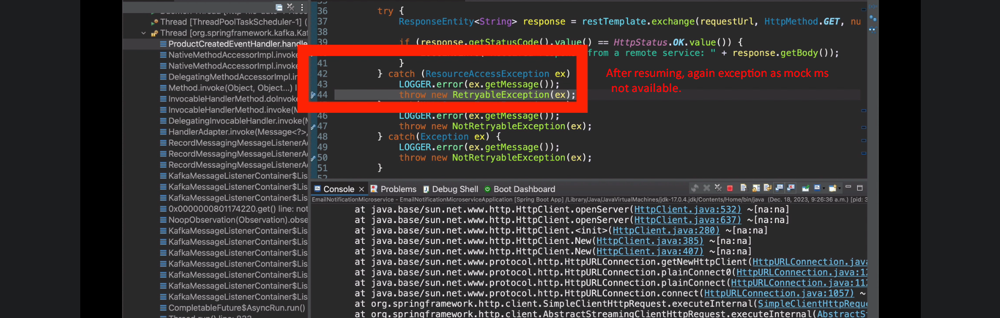 Thread [ThreadPoolTaskScheduler-1] (
Thread [org.springframework.kafka.Kaf
ProductCreatedEventHandler.handle
NativeMethodAccessorImpl.invoke
NativeMethodAccessorImpl.invoke
DelegatingMethodAccessorImpl.in
Method.invoke(Object, Object...) l
InvocableHandlerMethod.doInvoke
InvocableHandlerMethod.invoke(M
DelegatingInvocableHandler.invoke(M
HandlerAdapter.invoke(Message<?>,
RecordMessagingMessageListenerAd
RecordMessagingMessageListenerAd
RecordMessagingMessageListenerAd
KafkaMessageListenerContainer$Lis
KafkaMessageListenerContainer$Lis
KafkaMessageListenerContainer$Lis
0x0000000801174220.get() line: not
NoopObservation(Observation).obse
KafkaMessageListenerContainer$Lis
KafkaMessageListenerContainer$Lis
KafkaMessageListenerContainer$Lis
KafkaMessageListenerContainer$Lis
KafkaMessageListenerContainer$Lis
KafkaMessageListenerContainer$Lis
KafkaMessageListenerContainer$Lis
CompletableFuture$AsyncRun.run()
36 try {
37 ResponseEntity<String> response = restTemplate.exchange(requestUrl, HttpMethod.GET, nu
38
39 if (response.getStatusCode().value() == HttpStatus.OK.value()) {
from a remote service: " + response.getBody());
41 }
42 } catch (ResourceAccessException ex)
43 LOGGER.error(ex.getMessage());
44 throw new RetryableException(ex);
46 LOGGER.error(ex.getMessage());
47 throw new NotRetryableException(ex);
48 } catch(Exception ex) {
49 LOGGER.error(ex.getMessage());
50 throw new NotRetryableException(ex);
51 }
52
After resuming, again exception as mock ms
not available.
Console Problems Debug Shell Boot Dashboard
EmailNotificationMicroservice - EmailNotificationMicroserviceApplication [Spring Boot App] /Library/Java/JavaVirtualMachines/jdk-17.0.4.jdk/Contents/Home/bin/java (Dec. 18, 2023, 9:26:36 a.m.) [pid: 3
at java.base/sun.net.www.http.HttpClient.openServer(HttpClient.java:532) ~[na:na]
at java.base/sun.net.www.http.HttpClient.openServer(HttpClient.java:637) ~[na:na]
at java.base/sun.net.www.http.HttpClient.<init>(HttpClient.java:280) ~[na:na]
at java.base/sun.net.www.http.HttpClient.New(HttpClient.java:385) ~[na:na]
at java.base/sun.net.www.http.HttpClient.New(HttpClient.java:407) ~[na:na]
at java.base/sun.net.www.protocol.http.HttpURLConnection.getNewHttpClient(HttpURLConnection.java
at java.base/sun.net.www.protocol.http.HttpURLConnection.plainConnect0(HttpURLConnection.java:12
at java.base/sun.net.www.protocol.http.HttpURLConnection.plainConnect(HttpURLConnection.java:112
at java.base/sun.net.www.protocol.http.HttpURLConnection.connect(HttpURLConnection.java:1057) ~
at org.springframework.http.client.SimpleClientHttpRequest.executeInternal(SimpleClientHttpReque
at org.springframework.http.client.AbstractStreamingClientHttpRequest.executeInternal(AbstractSt